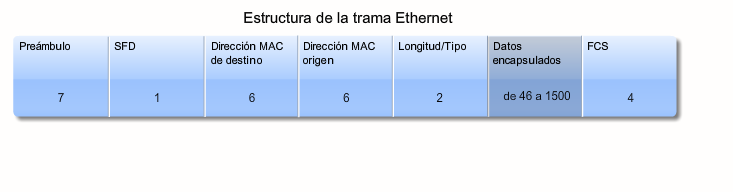 Estructura de la trama Ethernet
Preámbulo
SFD
Dirección MAC
de destino
Dirección MAC
origen
Longitud/Tipo
Datos
encapsulados
FCS
7
1
6
6
2
de 46 a 1500
4